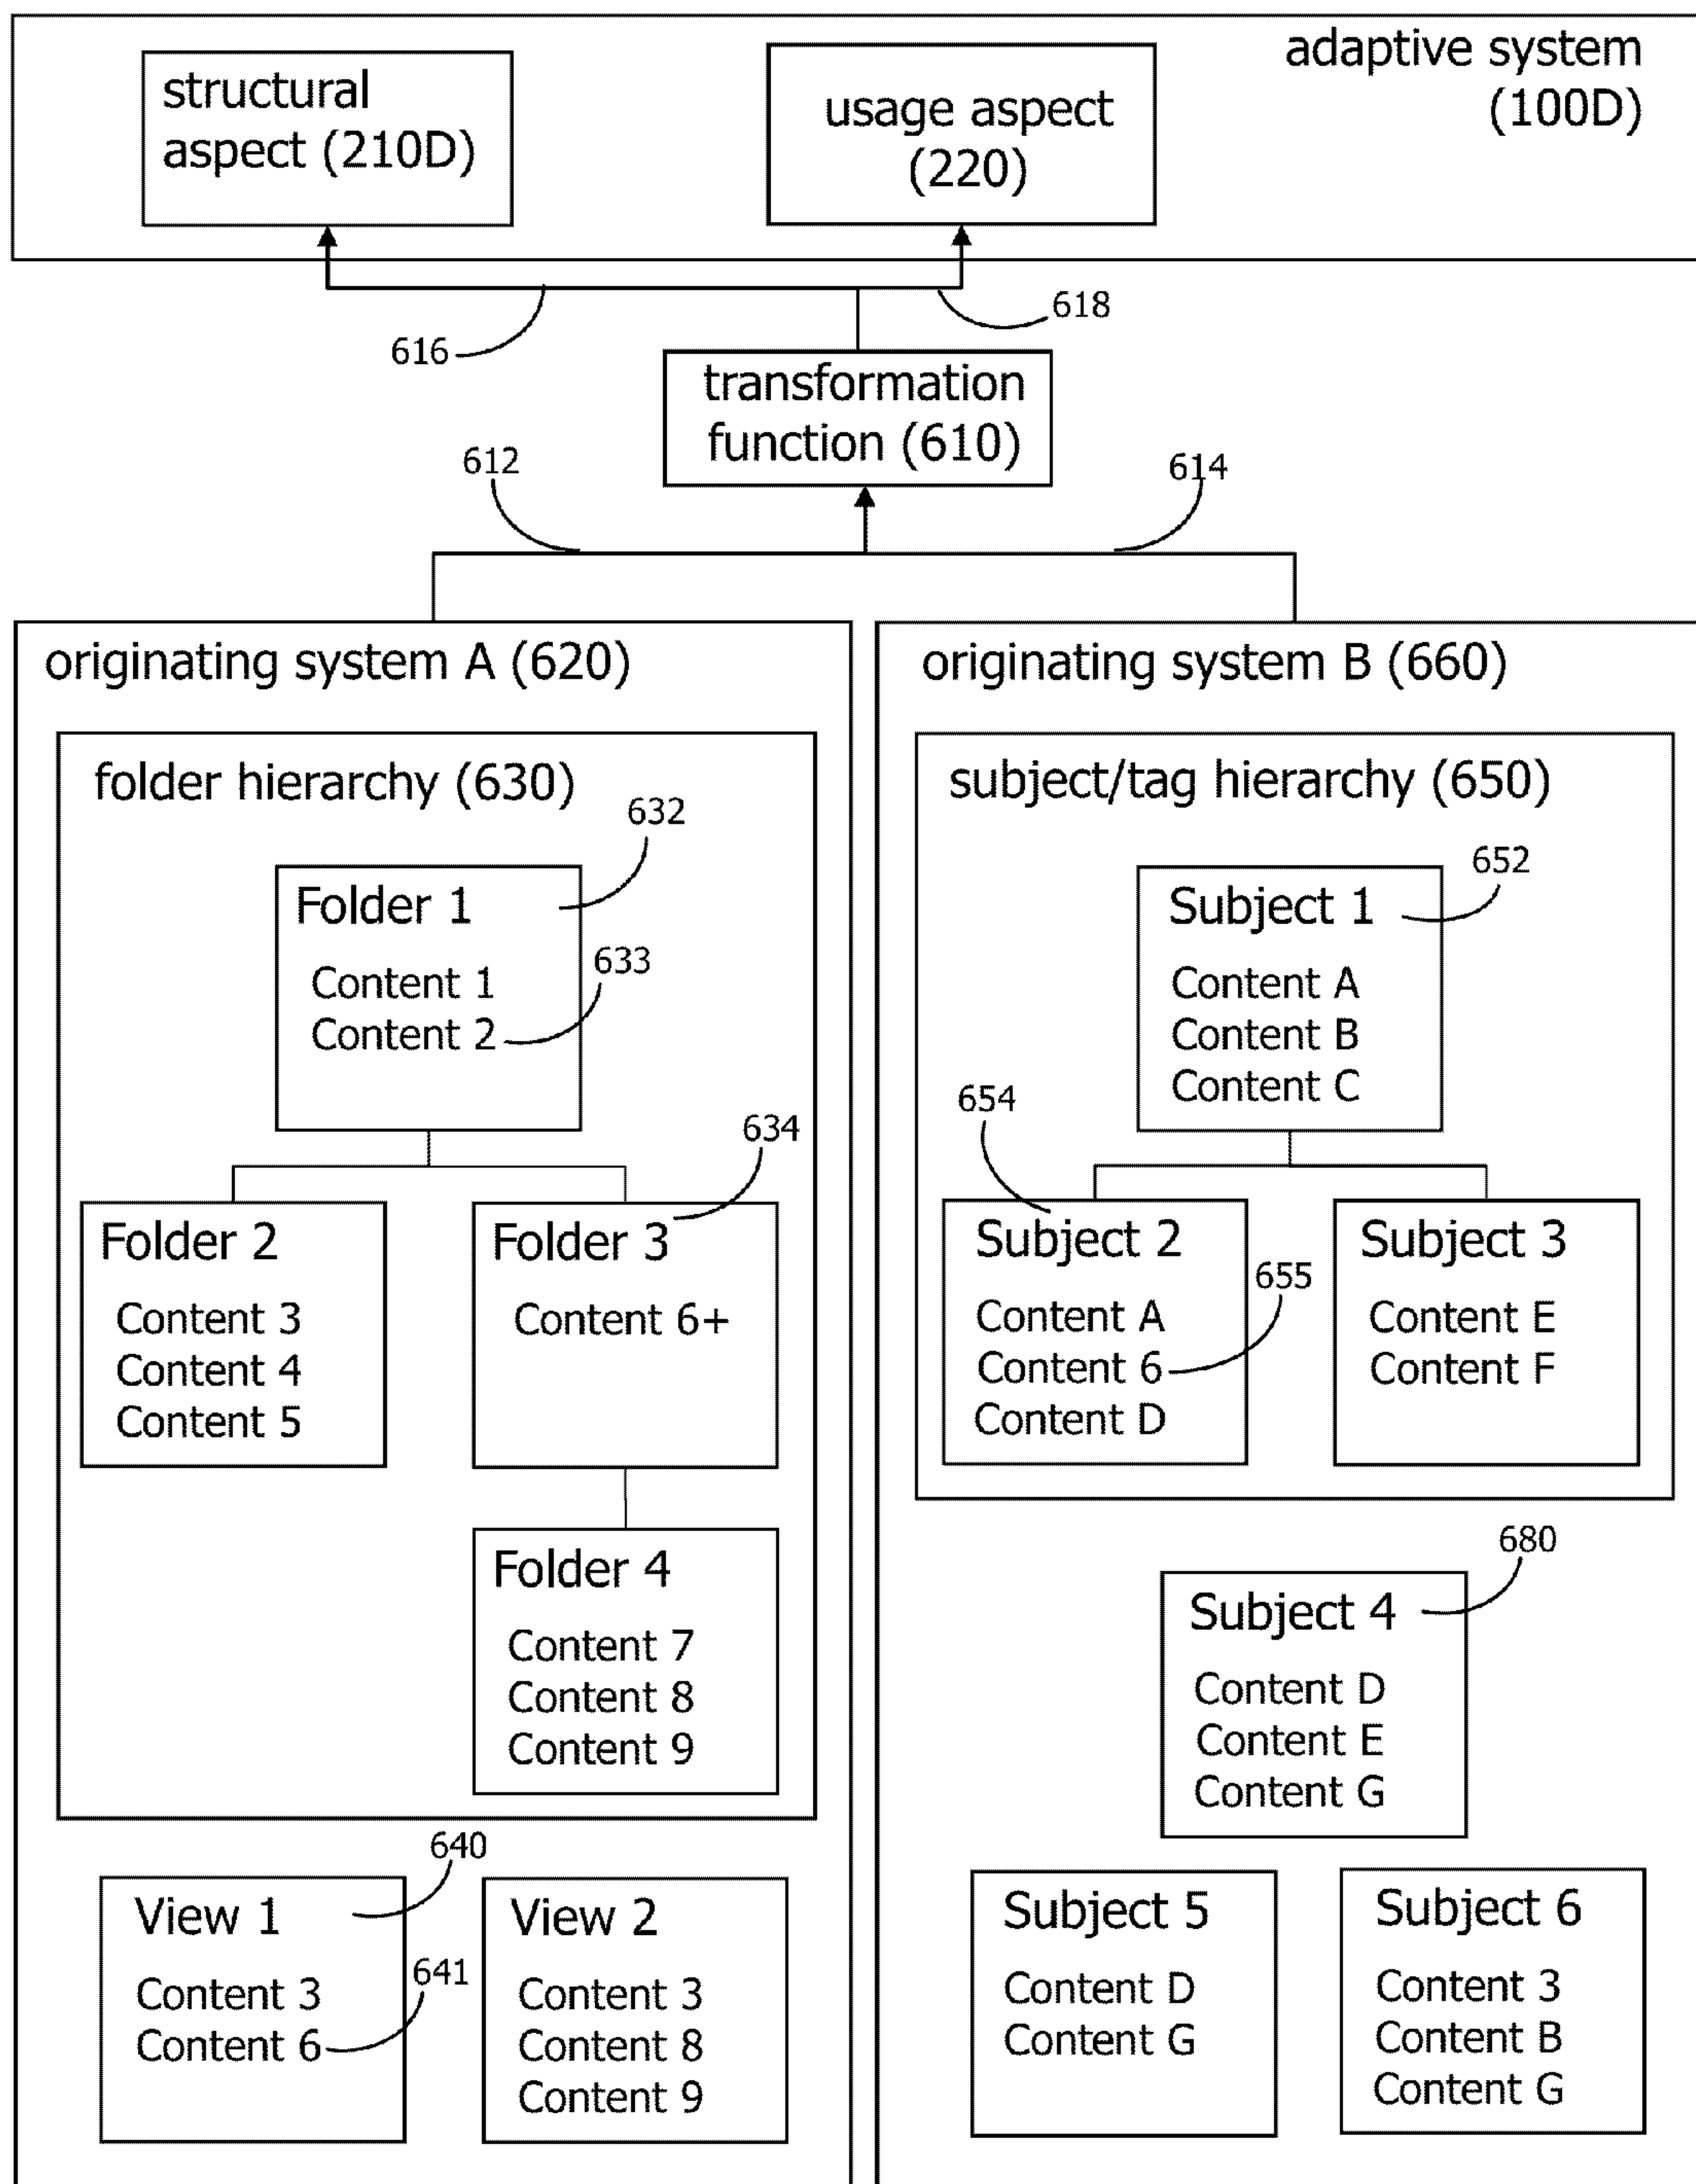 adaptive system
(100D)
structural
aspect (210D)
usage aspect
(220)
616
618
transformation
function (610)
612
614
originating system A (620)
folder hierarchy (630)
632
Folder 1
633
Content 1
Content 2
634
Folder 2
Content 3
Content 4
Content 5
Folder 3
Content 6+
Folder 4
Content 7
Content 8
Content 9
640
View 1
641
Content 3
Content 6
View 2
Content 3
Content 8
Content 9
originating system B (660)
subject/tag hierarchy (650)
652
Subject 1
Content A
Content B
Content C
654
Subject 2
655
Content A
Content 6
Content D
Subject 3
Content E
Content F
680
Subject 4
Content D
Content E
Content G
Subject 5
Content D
Content G
Subject 6
Content 3
Content B
Content G